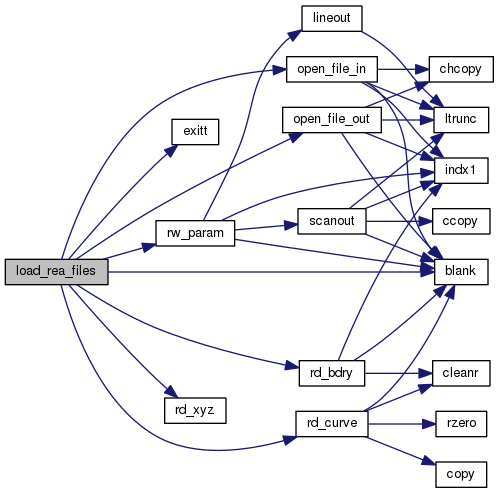 lineout
open_file_in
chcopy
open_file_out
ltrunc
exitt
indx1
scanout
ccopy
rw_param
load_rea_files
blank
rd_bdry
cleanr
rd_xyz
rd_curve
rzero
copy